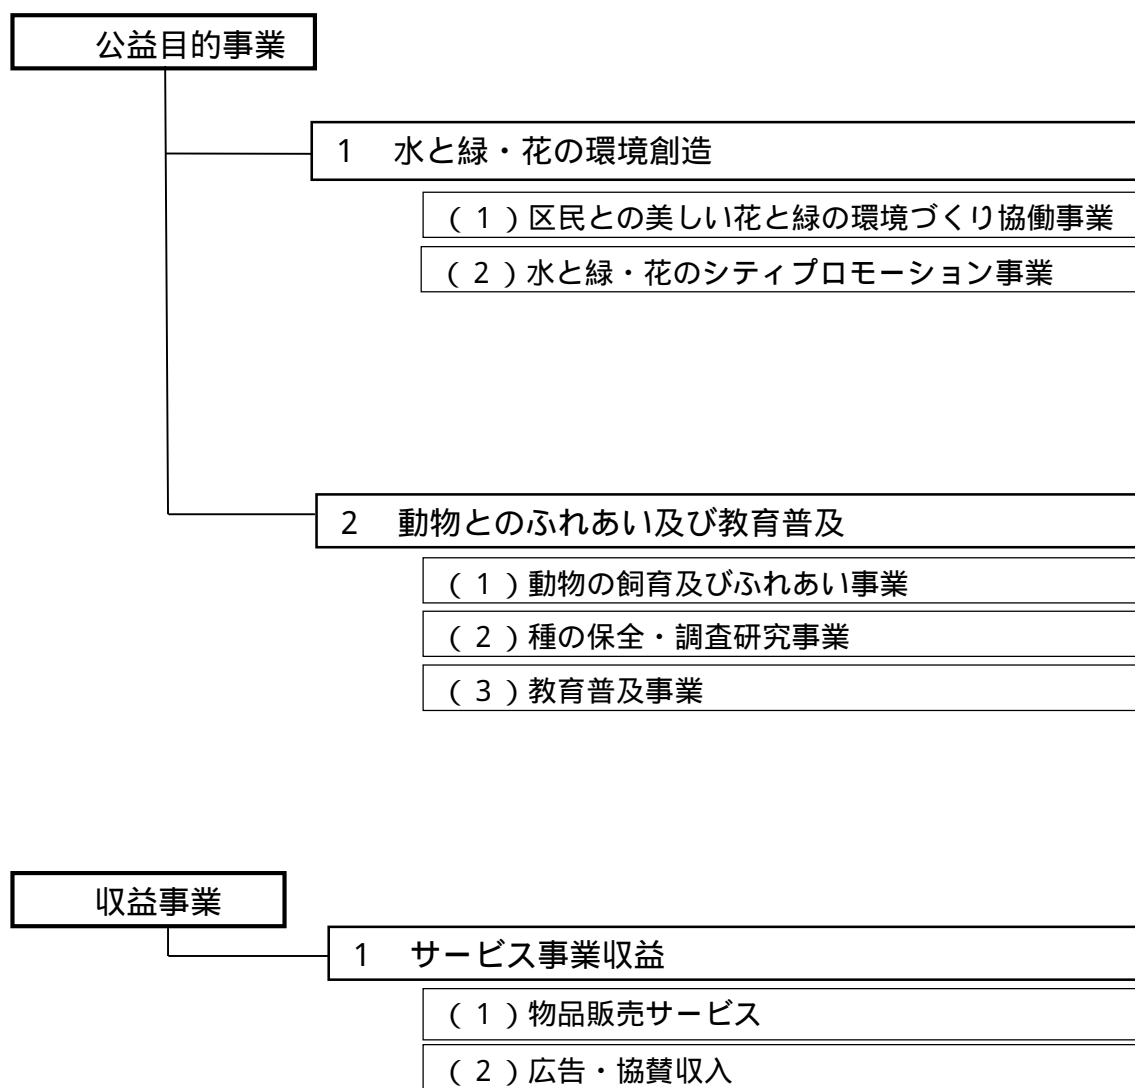 公益目的事業
1 水と緑・花の環境創造
(1)区民との美しい花と緑の環境づくり協働事業
(2)水と緑・花のシティプロモーション事業
2 動物とのふれあい及び教育普及
(1)動物の飼育及びふれあい事業
(2)種の保全・調査研究事業
(3)教育普及事業
収益事業
1 サービス事業収益
(1)物品販売サービス
(2)広告・協賛収入